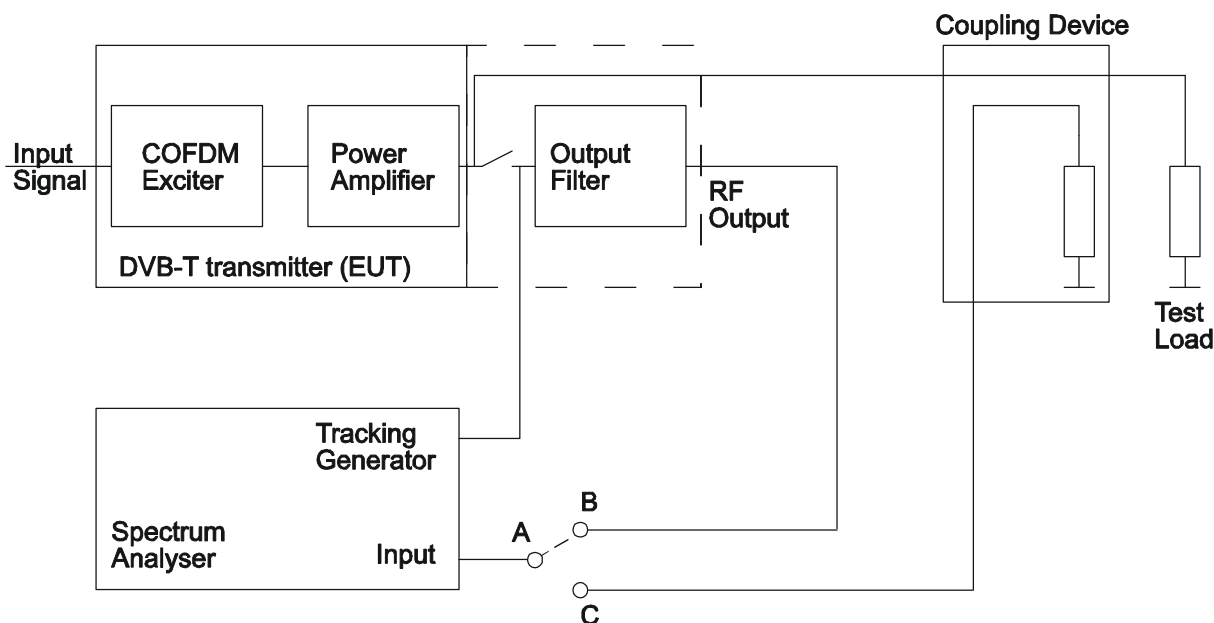 Coupling Device
Input
Signal
COFDM
Exciter
Power
Amplifier
Output
Filter
RF
Output
DVB-T transmitter (EUT)
Test
Load
Tracking
Generator
Spectrum
Analyser
Input
A
B
C